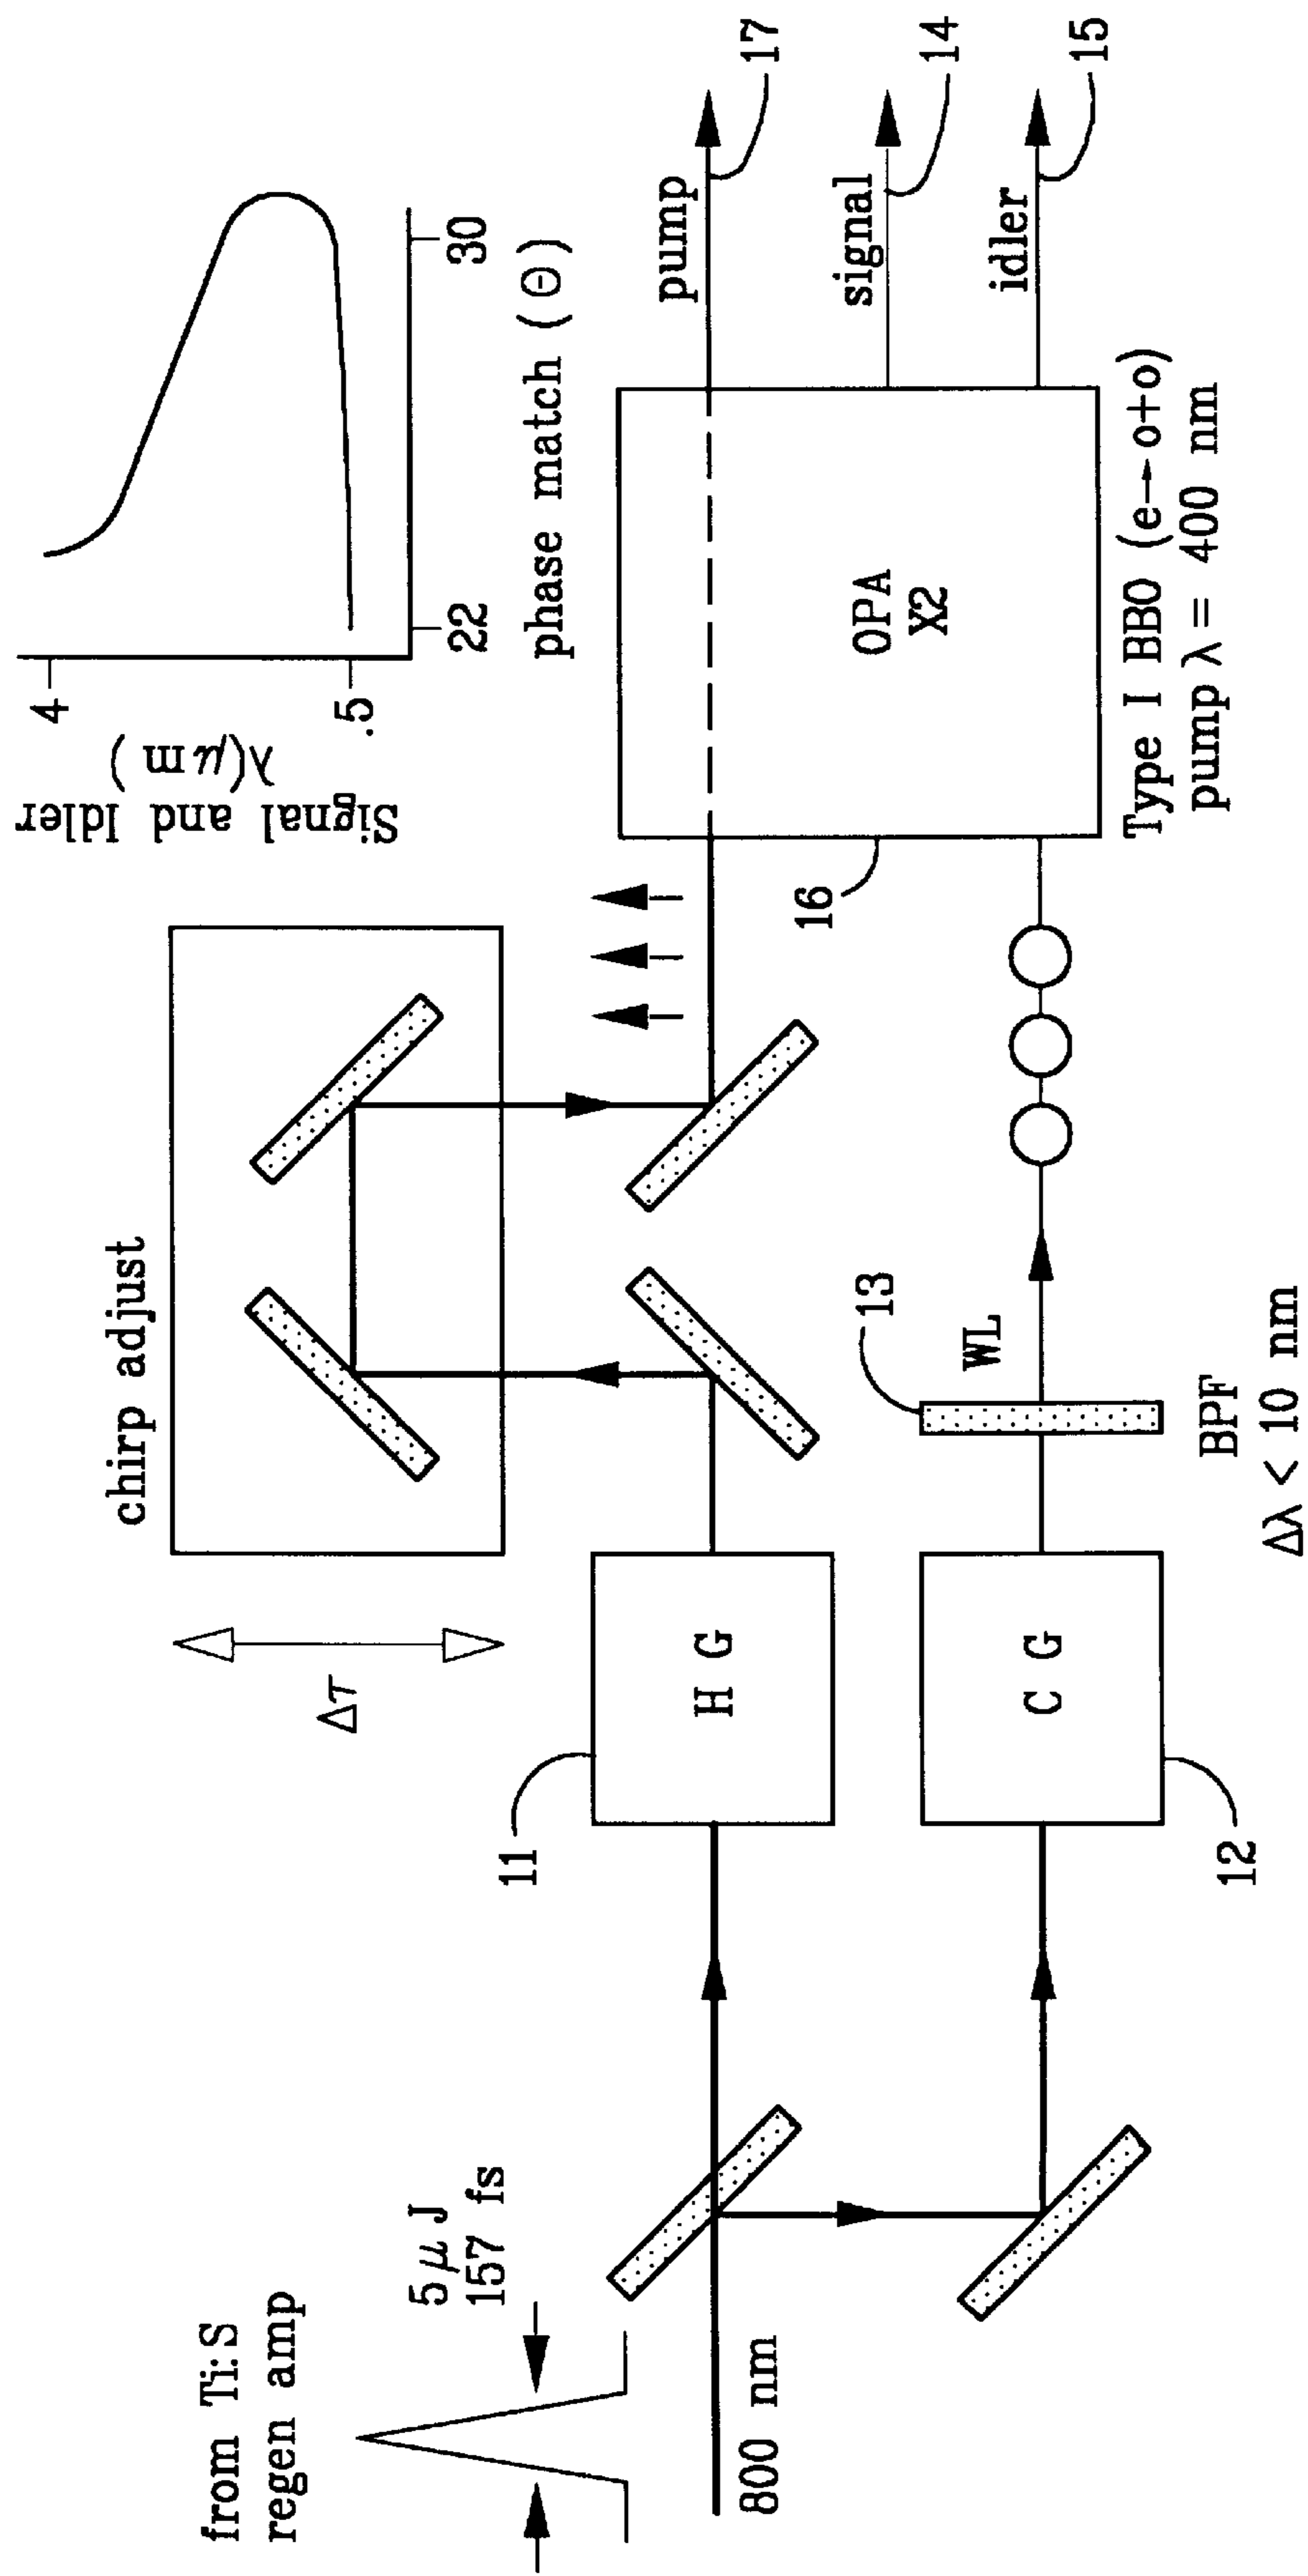 from Ti:S
regen amp
5 μJ
157 fs
800 nm
Δτ
chirp adjust
11
H G
12
C G
13
WL
BPF
Δλ < 10 nm
16
OPA
X2
Type I BBO (e→o+o)
pump λ = 400 nm
pump
17
signal
14
idler
15
Signal and Idler
λ(μm)
4
.5
22
30
phase match (Θ)